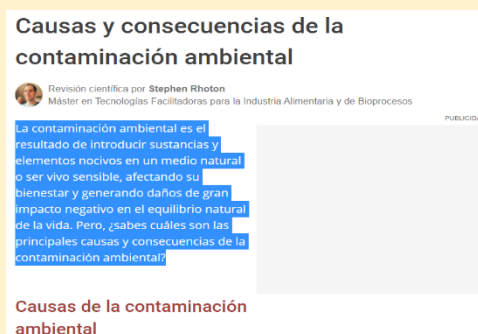 Causas y consecuencias de la
contaminación ambiental
Revisión científica por Stephen Rhoton
Máster en Tecnologías Facilitadoras para la Industria Alimentaria y de Bioprocesos
PUBLICIDA
La contaminación ambiental es el
resultado de introducir sustancias y
elementos nocivos en un medio natural
o ser vivo sensible, afectando su
bienestar y generando daños de gran
impacto negativo en el equilibrio natural
de la vida. Pero, ¿sabes cuáles son las
principales causas y consecuencias de la
contaminación ambiental?
Causas de la contaminación
ambiental